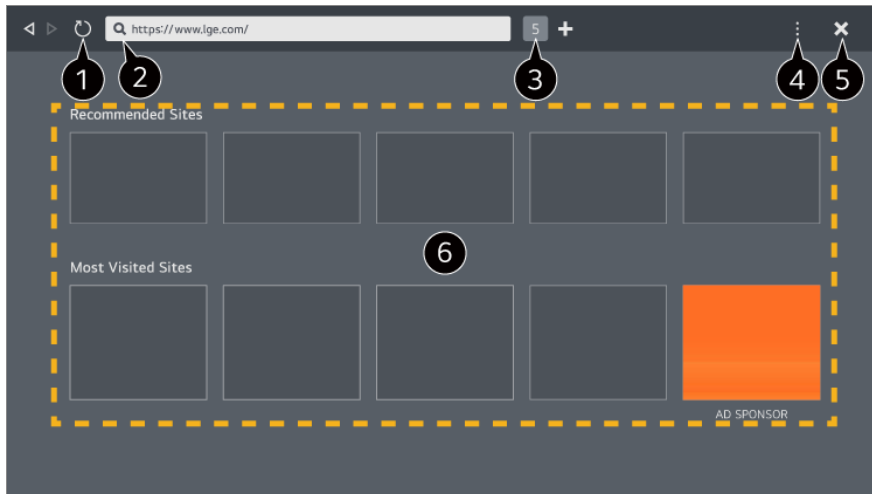 https://www.lge.com/ 5
1 2 3 4 5
Recommended Sites
6
Most Visited Sites
AD SPONSOR